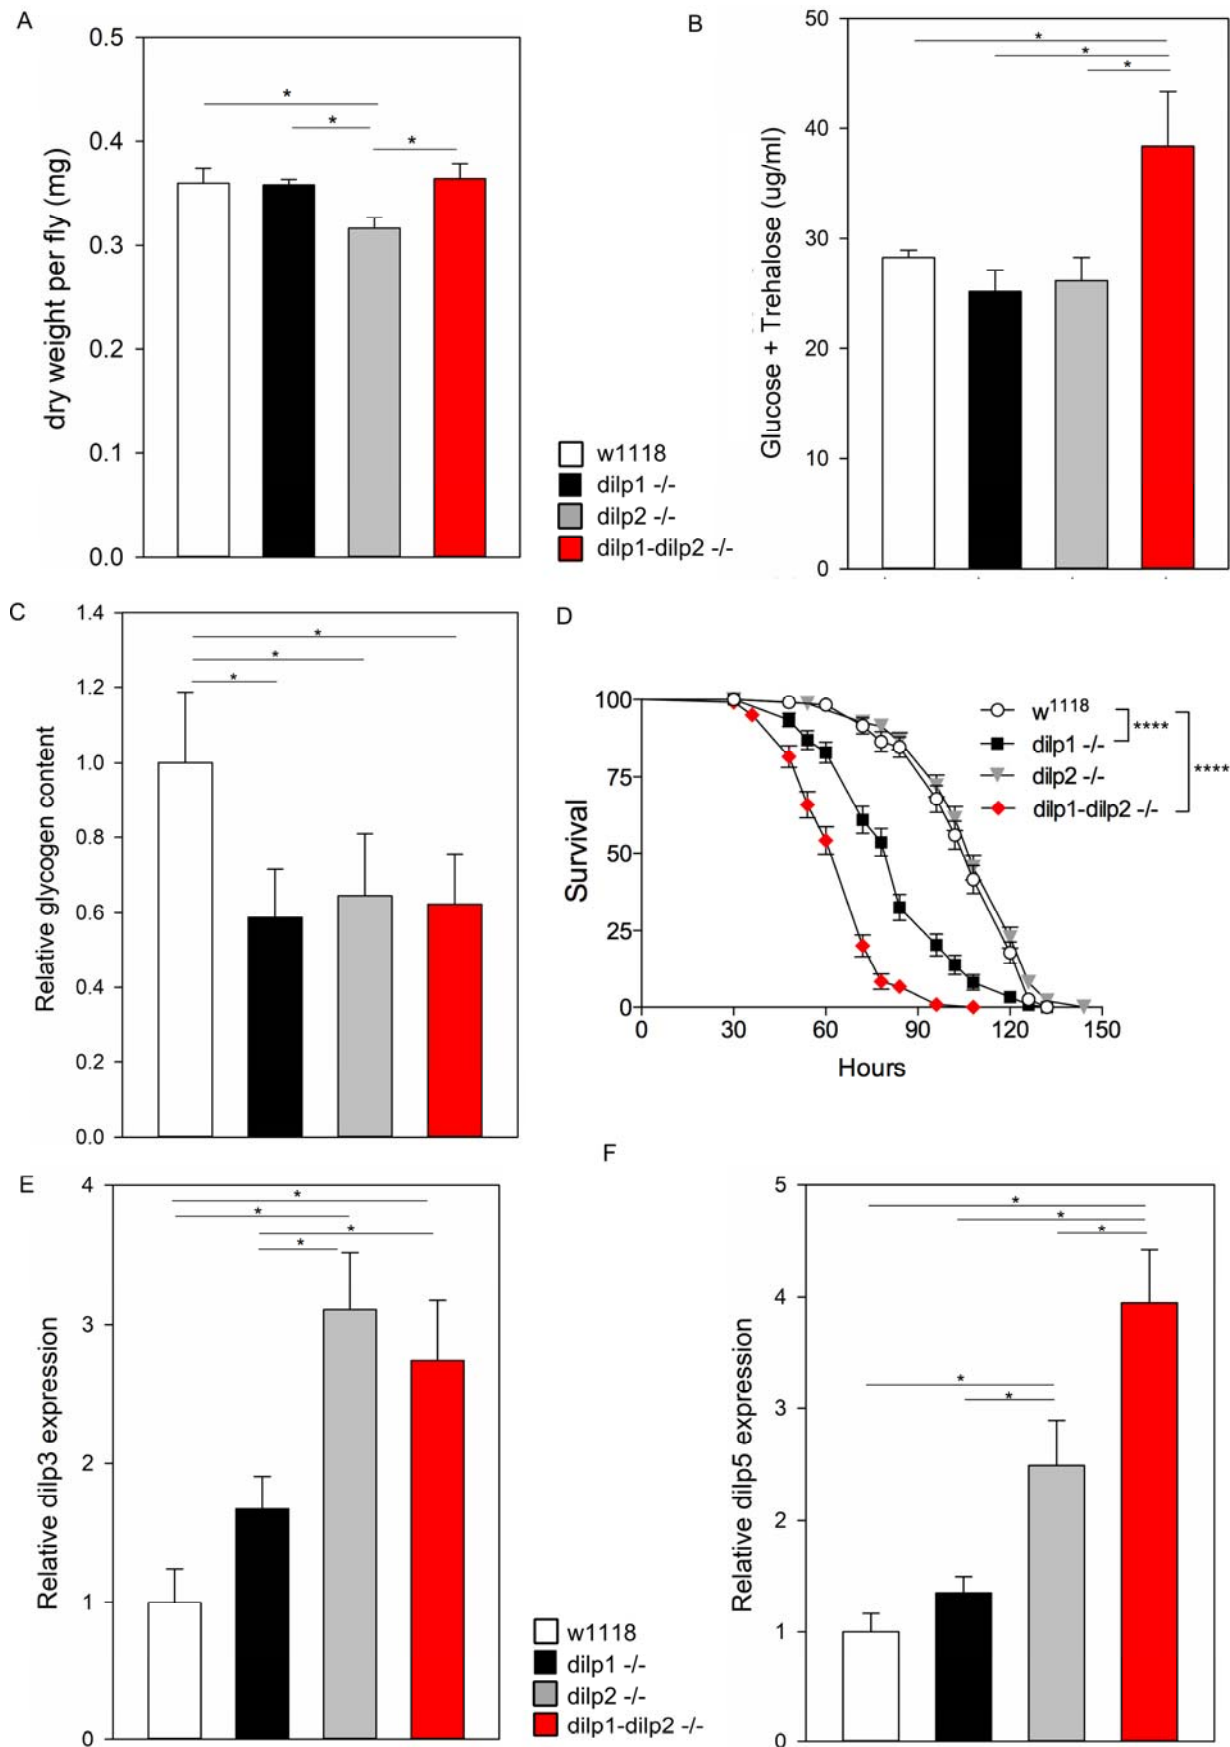 A
0.5
0.4
0.3
0.2
0.1
0.0
dry weight per fly (mg)
*
*
*
w1118
dilp1 -/-
dilp2 -/-
dilp1-dilp2 -/-
B
50
40
30
20
10
0
Glucose + Trehalose (ug/ml)
*
*
*
C
1.4
1.2
1.0
0.8
0.6
0.4
0.2
0.0
Relative glycogen content
*
*
*
D
100
75
50
25
0
Survival
0 30 60 90 120 150
Hours
w1118
dilp1 -/-
dilp2 -/-
dilp1-dilp2 -/-
****
****
E
4
3
2
1
0
Relative dilp3 expression
*
*
*
*
w1118
dilp1 -/-
dilp2 -/-
dilp1-dilp2 -/-
F
5
4
3
2
1
0
Relative dilp5 expression
*
*
*
*
*